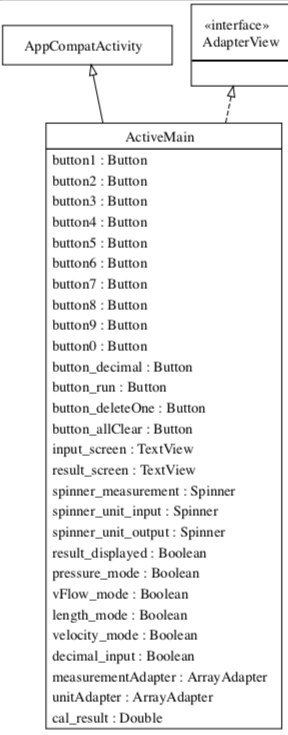 AppCompatActivity
«interface»
AdapterView
ActiveMain
button1 : Button
button2 : Button
button3 : Button
button4 : Button
button5 : Button
button6 : Button
button7 : Button
button8 : Button
button9 : Button
button0 : Button
button_decimal : Button
button_run : Button
button_deleteOne : Button
button_allClear : Button
input_screen : TextView
result_screen : TextView
spinner_measurement : Spinner
spinner_unit_input : Spinner
spinner_unit_output : Spinner
result_displayed : Boolean
pressure_mode : Boolean
vFlow_mode : Boolean
length_mode : Boolean
velocity_mode : Boolean
decimal_input : Boolean
measurementAdapter : ArrayAdapter
unitAdapter : ArrayAdapter
cal_result : Double